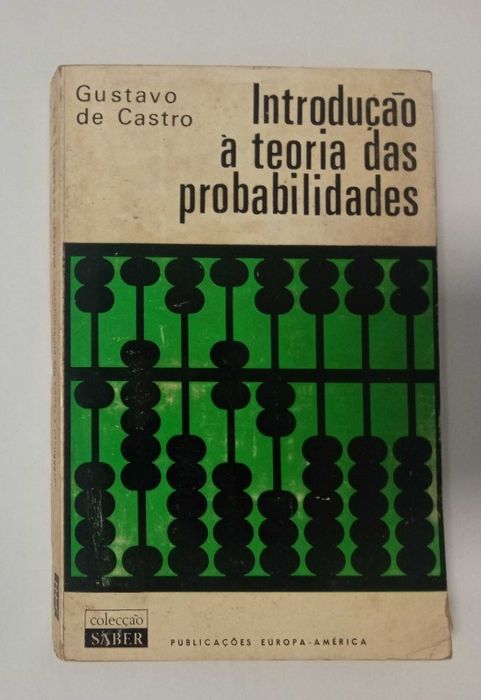 Gustavo
de Castro
Introdução
à teoria das
probabilidades
colecção
SABER
PUBLICAÇÕES EUROPA-AMÉRICA